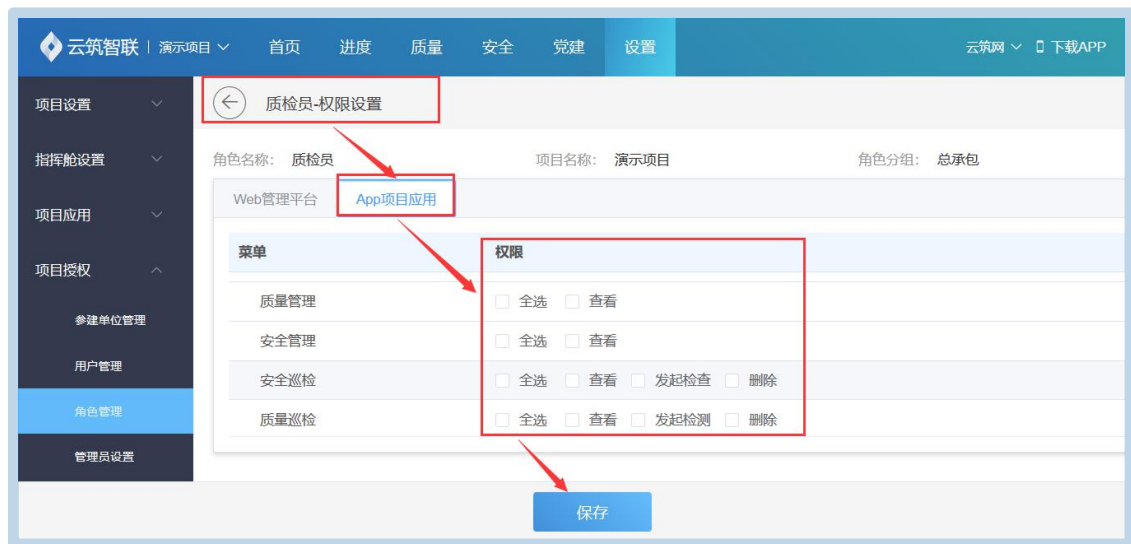 云筑智联 演示项目 首页 进度 质量 安全 党建 设置 云筑网 下载APP
项目设置
质检员-权限设置
指挥舱设置
角色名称: 质检员 项目名称: 演示项目 角色分组: 总承包
Web管理平台 App项目应用
项目应用
菜单 权限
项目授权
质量管理 全选 查看
参建单位管理
安全管理 全选 查看
用户管理
安全巡检 全选 查看 发起检查 删除
角色管理
质量巡检 全选 查看 发起检测 删除
管理员设置
保存